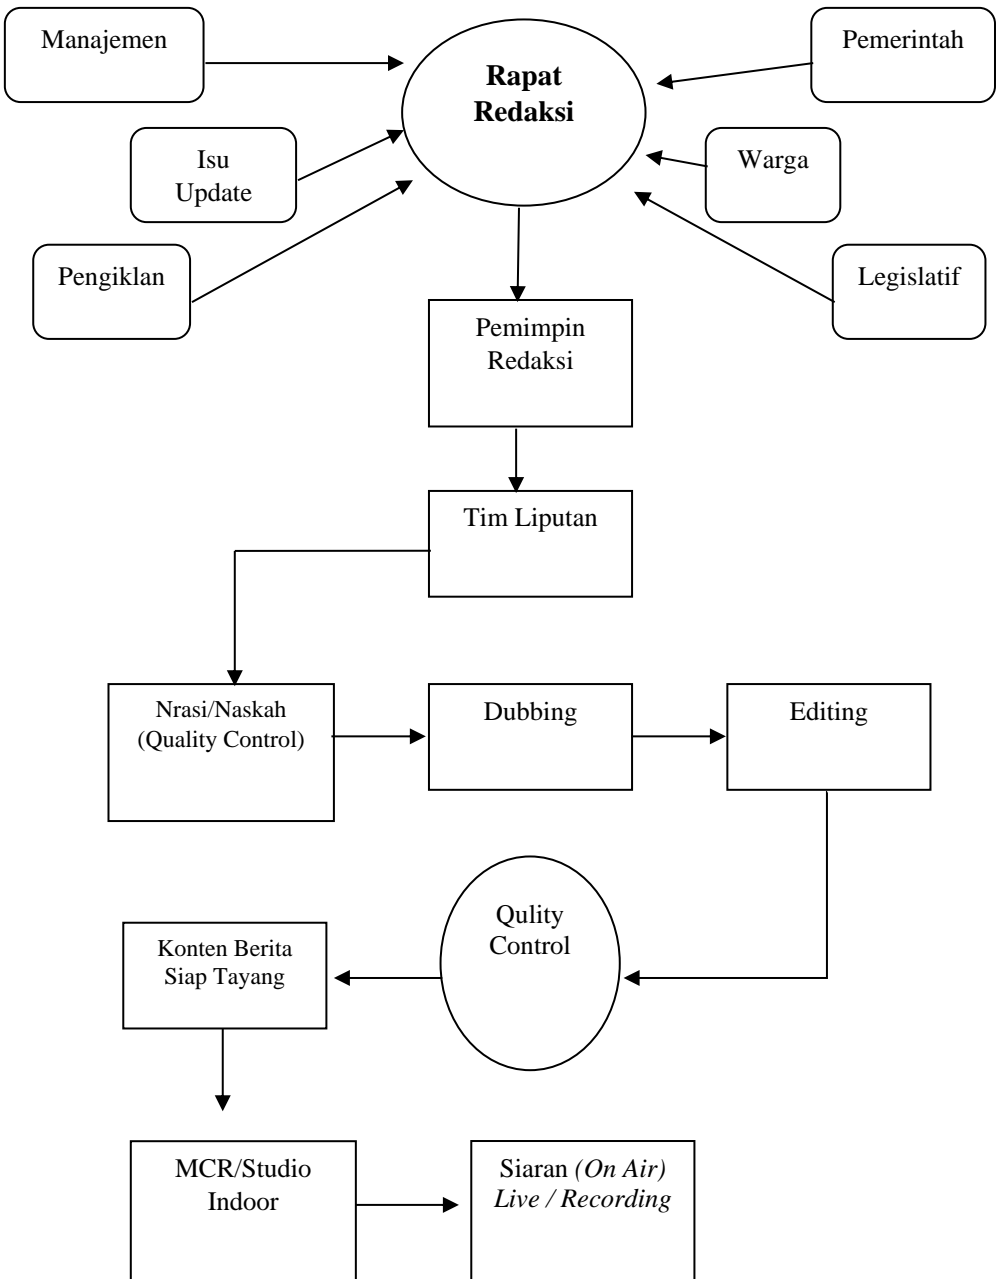 Manajemen
Rapat
Redaksi
Pemerintah
Isu
Update
Warga
Pengiklan
Legislatif
Pemimpin
Redaksi
Tim Liputan
Nrasi/Naskah
(Quality Control)
Dubbing
Editing
Qulity
Control
Konten Berita
Siap Tayang
MCR/Studio
Indoor
Siaran (On Air)
Live / Recording